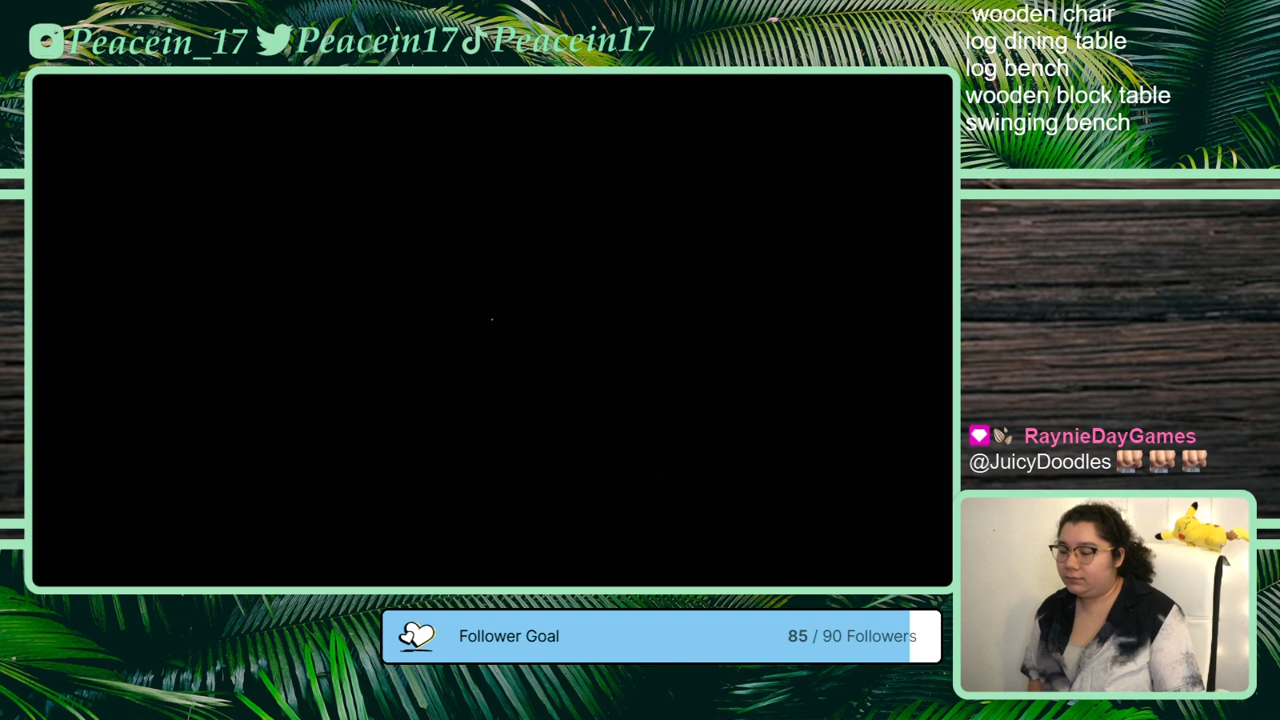 Peacein_17 Peacein17 Peacein17
wooden chair
log dining table
log bench
wooden block table
swinging bench
RaynieDayGames
@JuicyDoodles
Follower Goal
85 / 90 Followers